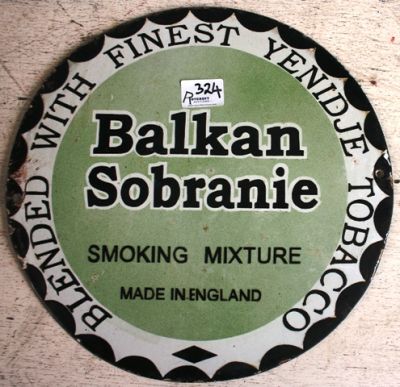 BLENDED WITH FINEST YENIDJE TOBACCO
324
Balkan
Sobranie
SMOKING MIXTURE
MADE IN ENGLAND